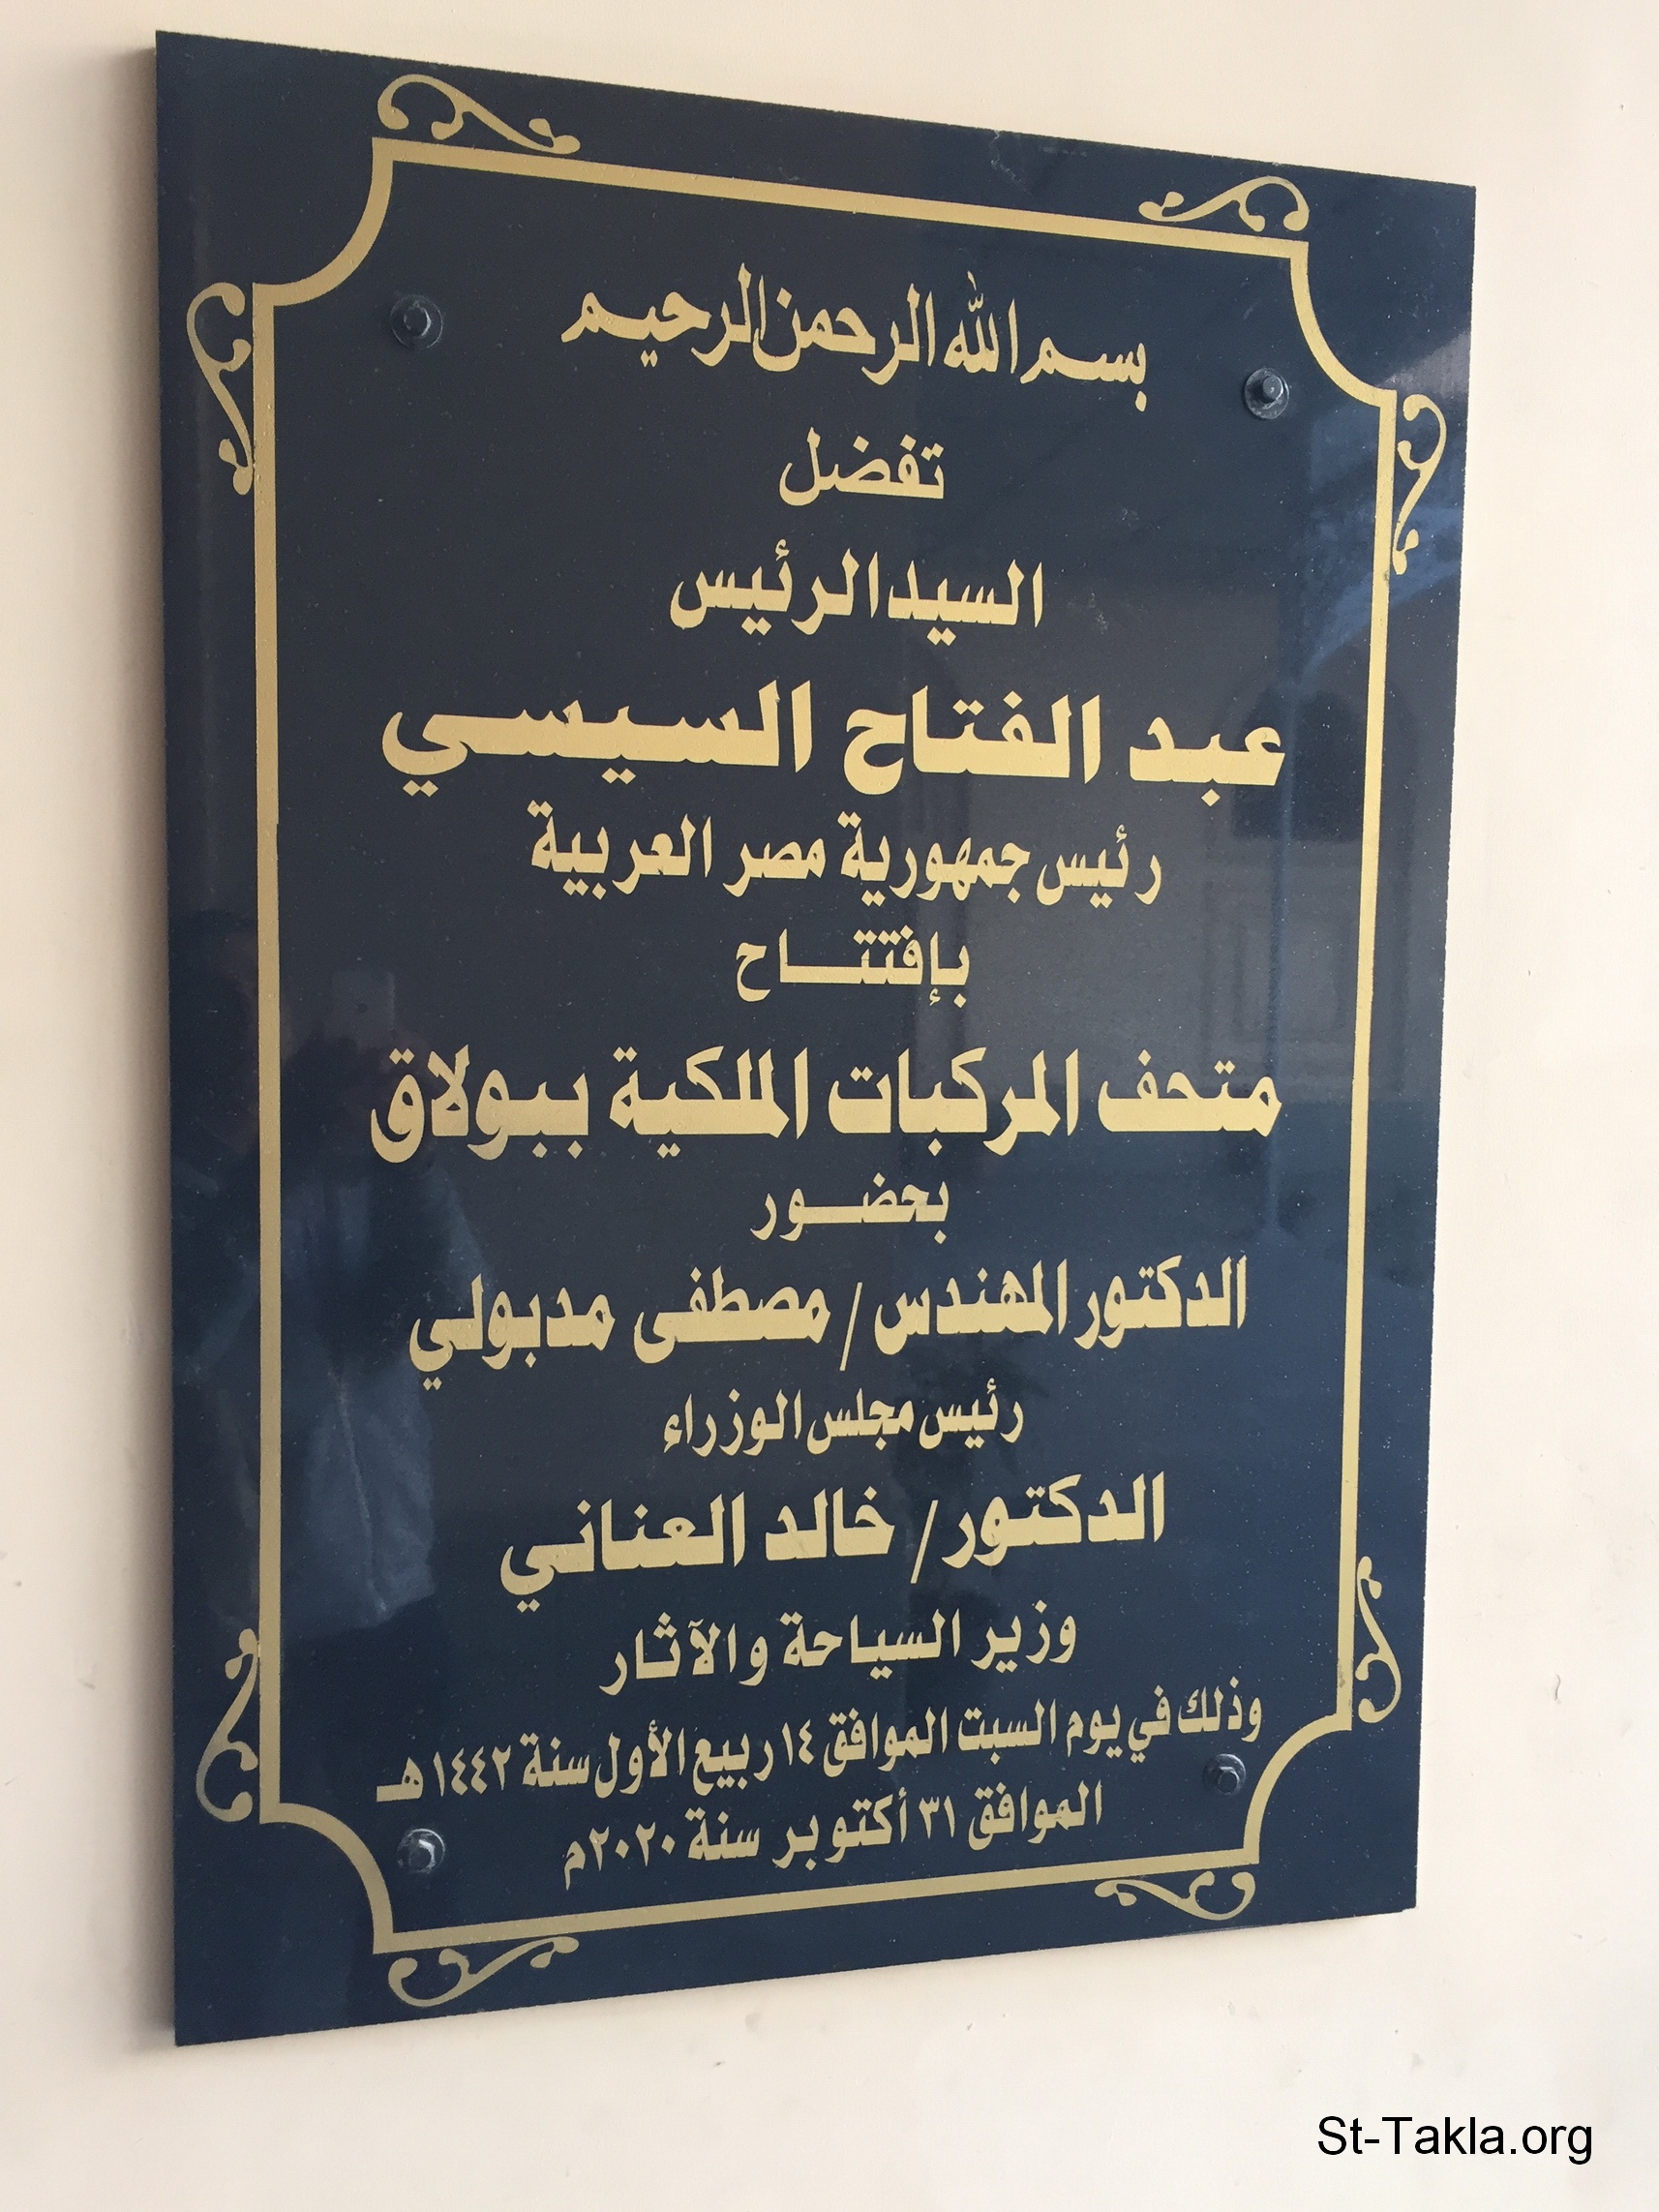 بسم الله الرحمن الرحيم
تفضل
السيد الرئيس
عبد الفتاح السيسي
رئيس جمهورية مصر العربية
بإفتتاح
متحف المركبات الملكية ببولاق
بحضور
الدكتور المهندس / مصطفى مدبولي
رئيس مجلس الوزراء
الدكتور / خالد العناني
وزير السياحة والآثار
وذلك في يوم السبت الموافق ١٤ ربيع الأول سنة ١٤٤٢هـ
الموافق ٣١ أكتوبر سنة ٢٠٢٠م
St-Takla.org